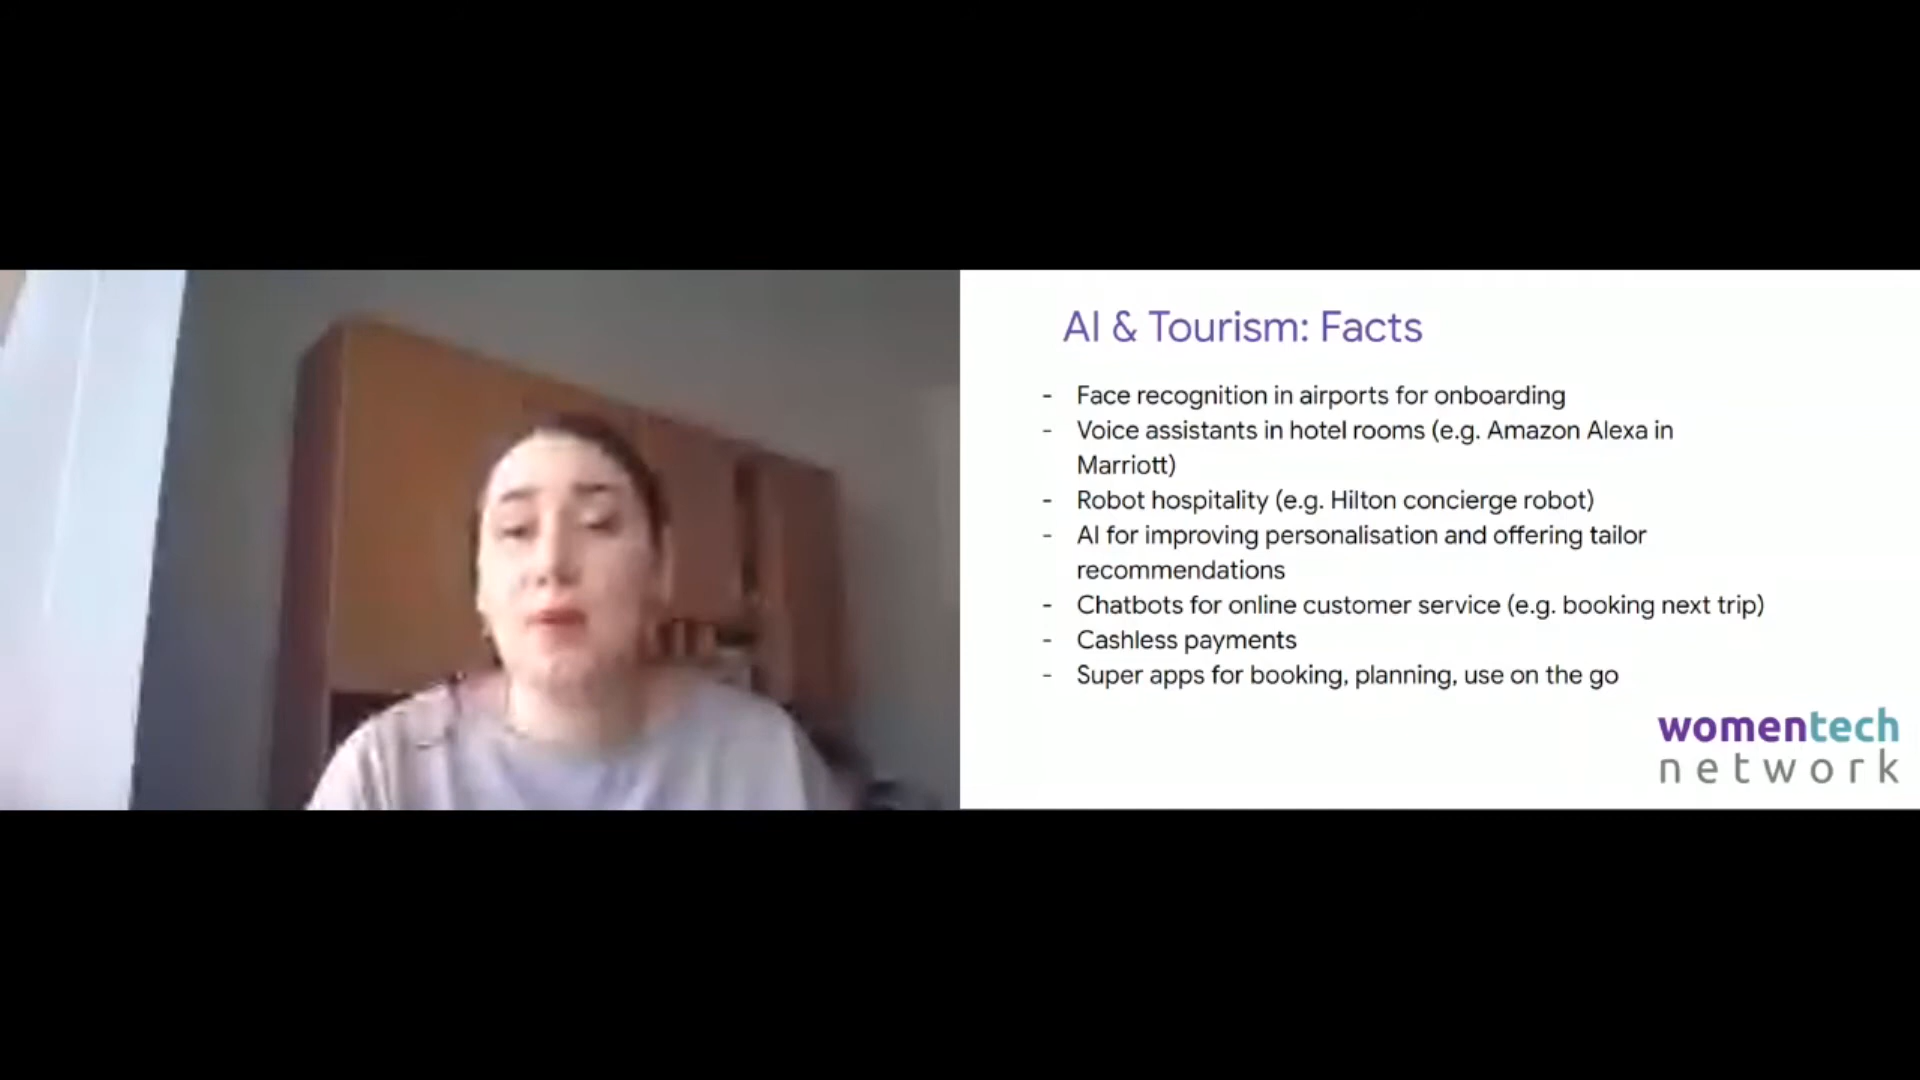 AI & Tourism: Facts
- Face recognition in airports for onboarding
- Voice assistants in hotel rooms (e.g. Amazon Alexa in
Marriott)
- Robot hospitality (e.g. Hilton concierge robot)
- AI for improving personalisation and offering tailor
recommendations
- Chatbots for online customer service (e.g. booking next trip)
- Cashless payments
- Super apps for booking, planning, use on the go
womentech
network